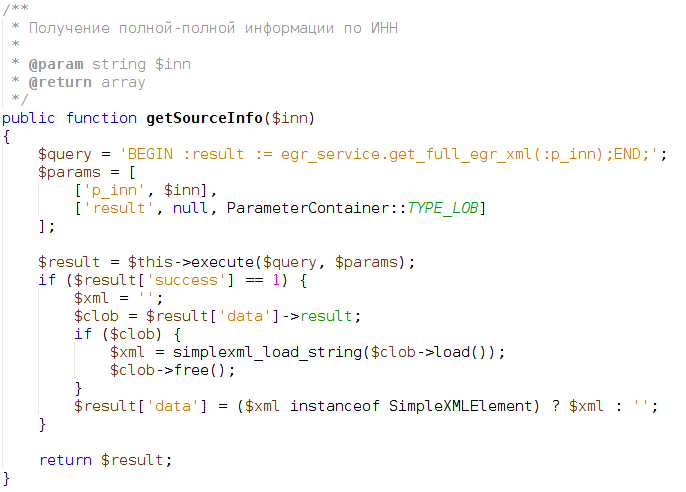 /**
 * Получение полной-полной информации по ИНН
 *
 * @param string $inn
 * @return array
 */
public function getSourceInfo($inn)
{
    $query = 'BEGIN :result := egr_service.get_full_egr_xml(:p_inn);END;';
    $params = [
        ['p_inn', $inn],
        ['result', null, ParameterContainer::TYPE_LOB]
    ];

    $result = $this->execute($query, $params);
    if ($result['success'] == 1) {
        $xml = '';
        $clob = $result['data']->result;
        if ($clob) {
            $xml = simplexml_load_string($clob->load());
            $clob->free();
        }
        $result['data'] = ($xml instanceof SimpleXMLElement) ? $xml : '';
    }

    return $result;
}